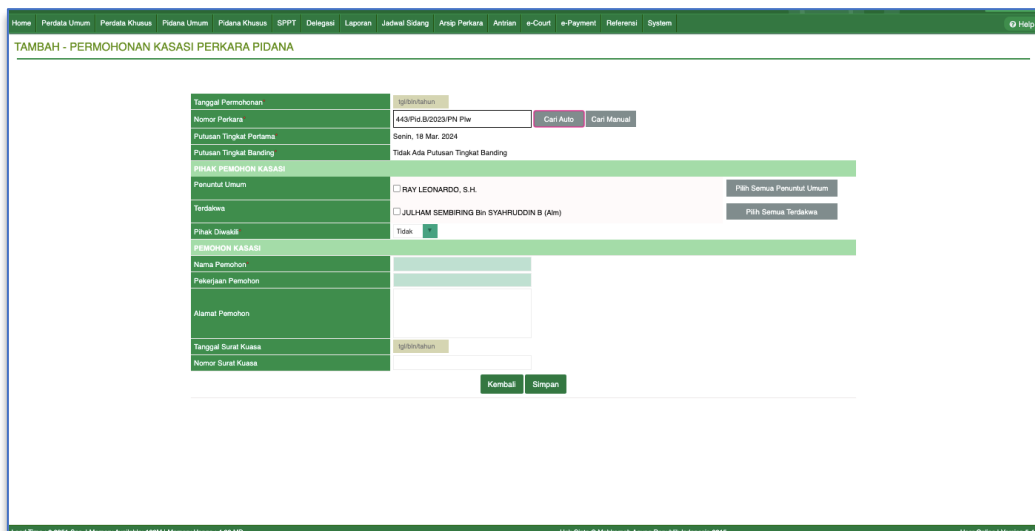 Home Perdata Umum Perdata Khusus Pidana Umum Pidana Khusus SPPT Delegasi Laporan Jadwal Sidang Arsip Perkara Antrian e-Court e-Payment Referensi System Help
TAMBAH - PERMOHONAN KASASI PERKARA PIDANA
Tanggal Permohonan tgl/bln/tahun
Nomor Perkara 443/Pid.B/2023/PN Plw Cari Auto Cari Manual
Putusan Tingkat Pertama Senin, 18 Mar. 2024
Putusan Tingkat Banding Tidak Ada Putusan Tingkat Banding
PIHAK PEMOHON KASASI
Penuntut Umum RAY LEONARDO, S.H. Pilih Semua Penuntut Umum
Terdakwa JULHAM SEMBIRING Bin SYAHRUDDIN B (Alm) Pilih Semua Terdakwa
Pihak Diwakili Tidak
PEMOHON KASASI
Nama Pemohon
Pekerjaan Pemohon
Alamat Pemohon
Tanggal Surat Kuasa tgl/bln/tahun
Nomor Surat Kuasa
Kembali Simpan